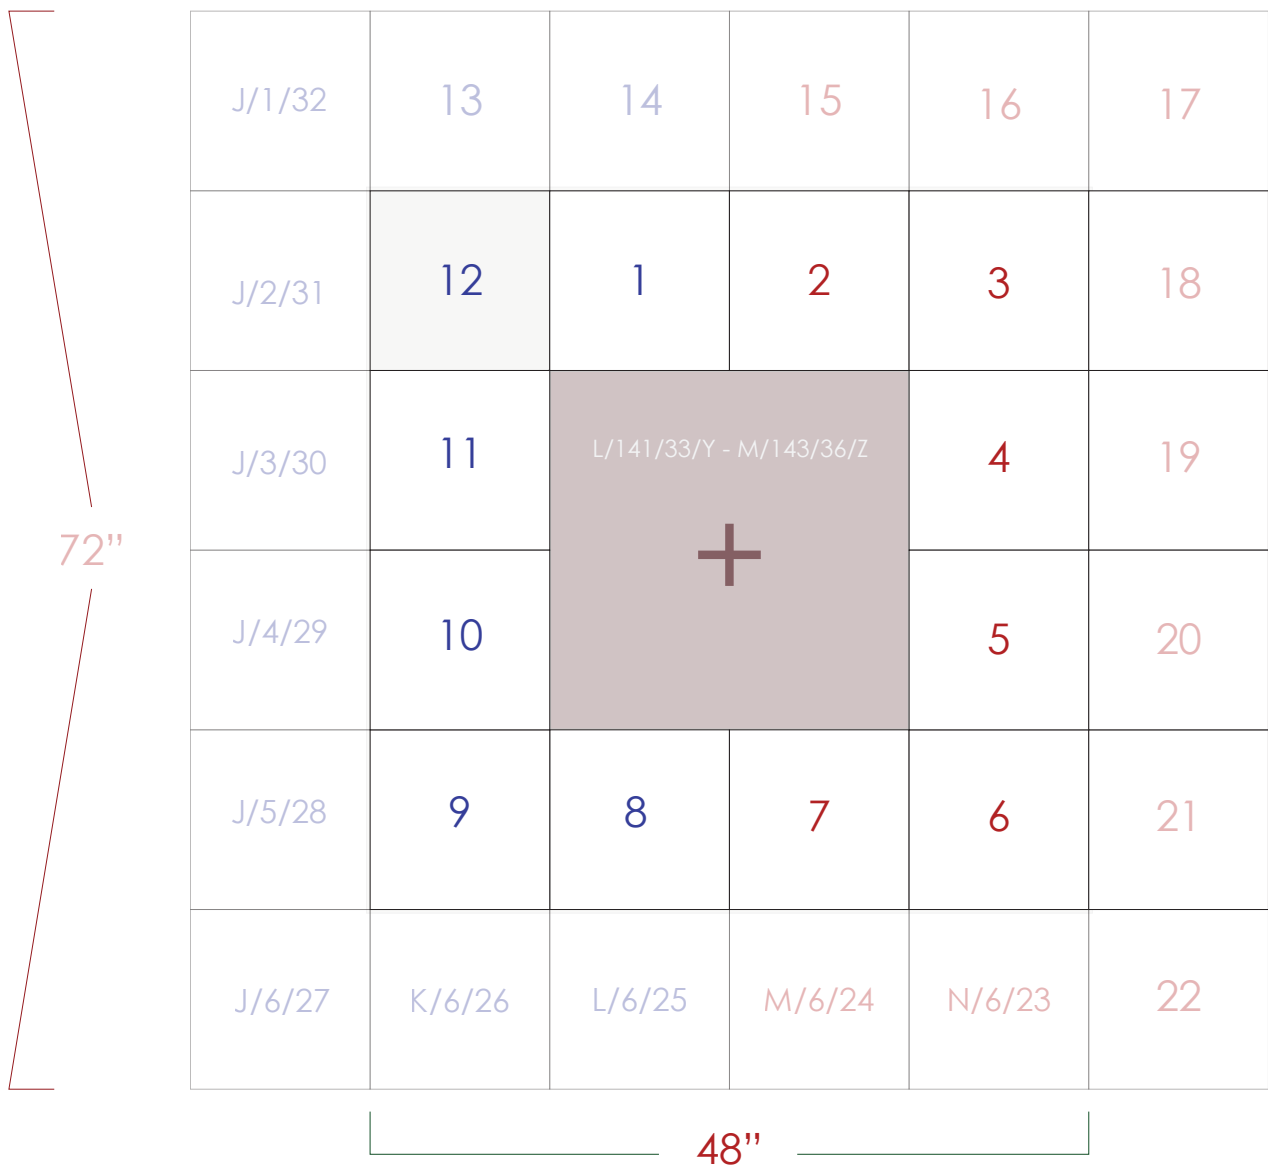 J/1/32 13 14 15 16 17
J/2/31 12 1 2 3 18
J/3/30 11 L/141/33/Y - M/143/36/Z 4 19
72”
J/4/29 10 + 5 20
J/5/28 9 8 7 6 21
J/6/27 K/6/26 L/6/25 M/6/24 N/6/23 22
48”